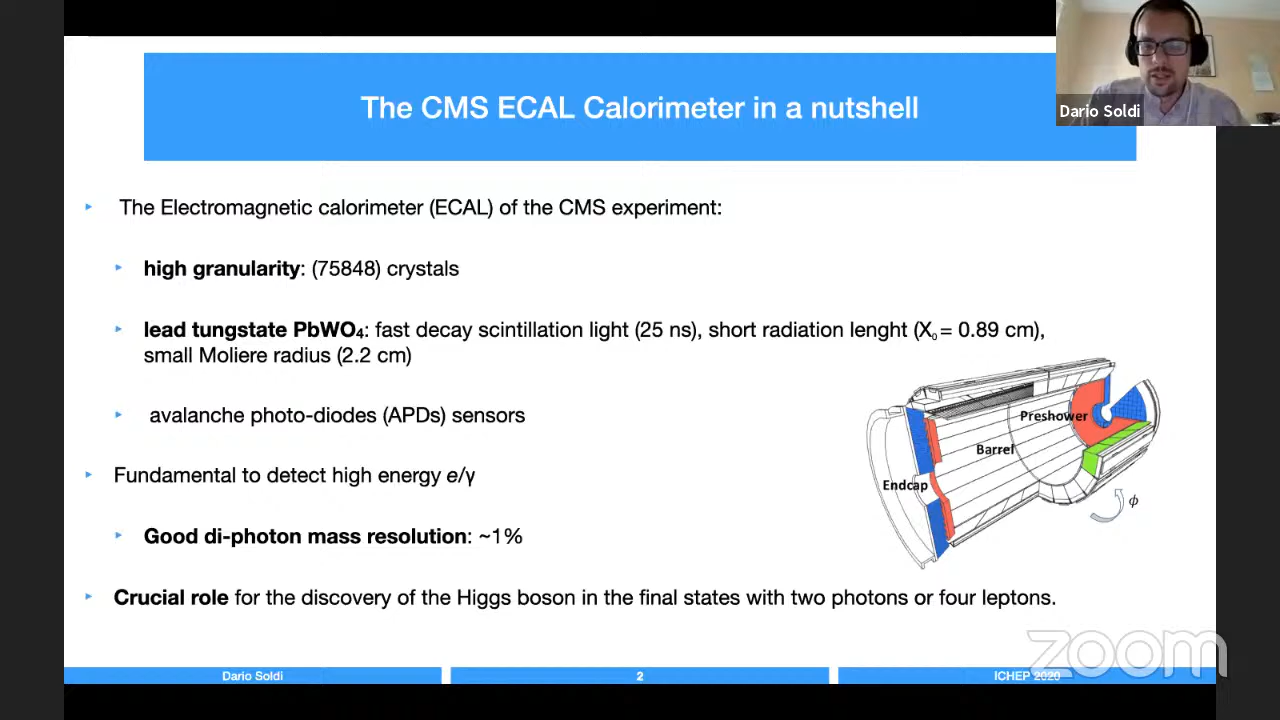 The CMS ECAL Calorimeter in a nutshell
Dario Soldi
The Electromagnetic calorimeter (ECAL) of the CMS experiment:
high granularity: (75848) crystals
lead tungstate PbWO₄: fast decay scintillation light (25 ns), short radiation lenght (X₀ = 0.89 cm),
small Moliere radius (2.2 cm)
avalanche photo-diodes (APDs) sensors
Fundamental to detect high energy e/γ
Good di-photon mass resolution: ~1%
Crucial role for the discovery of the Higgs boson in the final states with two photons or four leptons.
Preshower
Barrel
Endcap
ϕ
zoom
Dario Soldi
2
ICHEP 2020